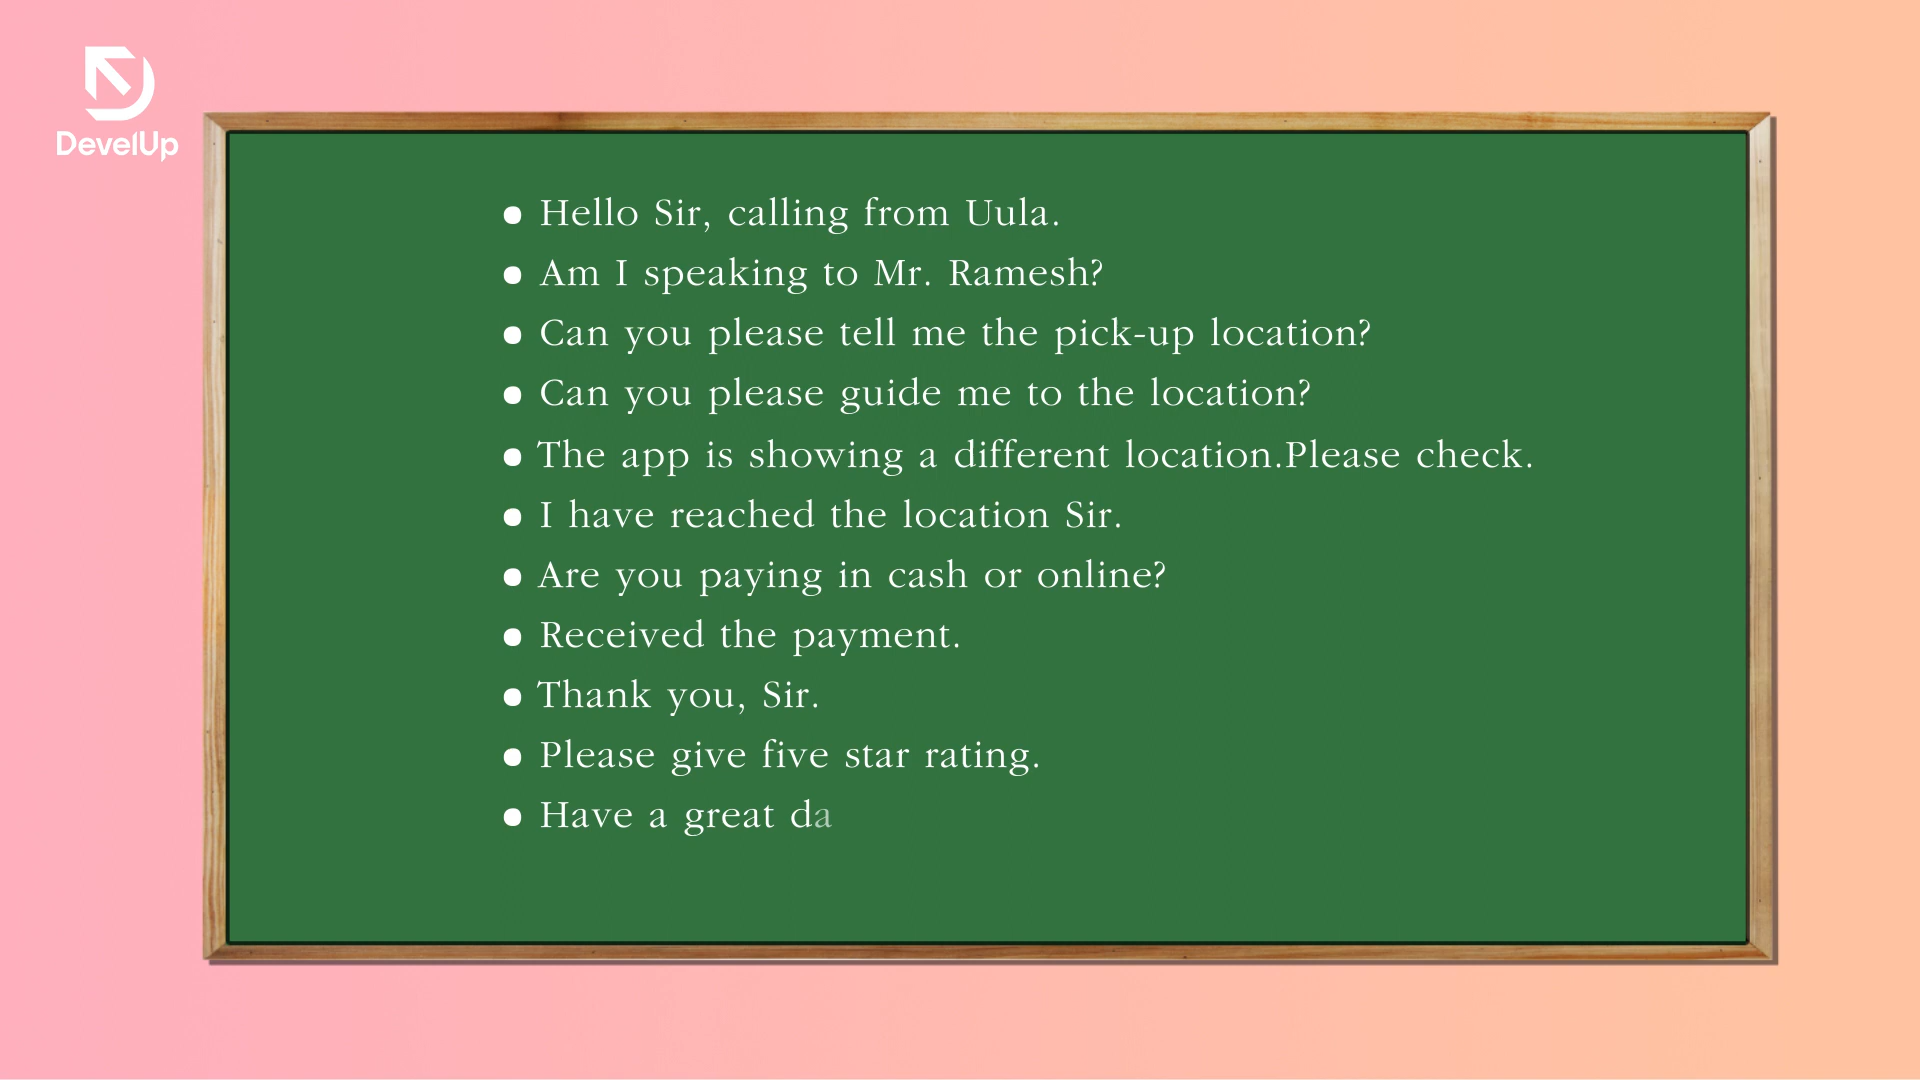 DevelUp
• Hello Sir, calling from Uula.
• Am I speaking to Mr. Ramesh?
• Can you please tell me the pick-up location?
• Can you please guide me to the location?
• The app is showing a different location.Please check.
• I have reached the location Sir.
• Are you paying in cash or online?
• Received the payment.
• Thank you, Sir.
• Please give five star rating.
• Have a great da